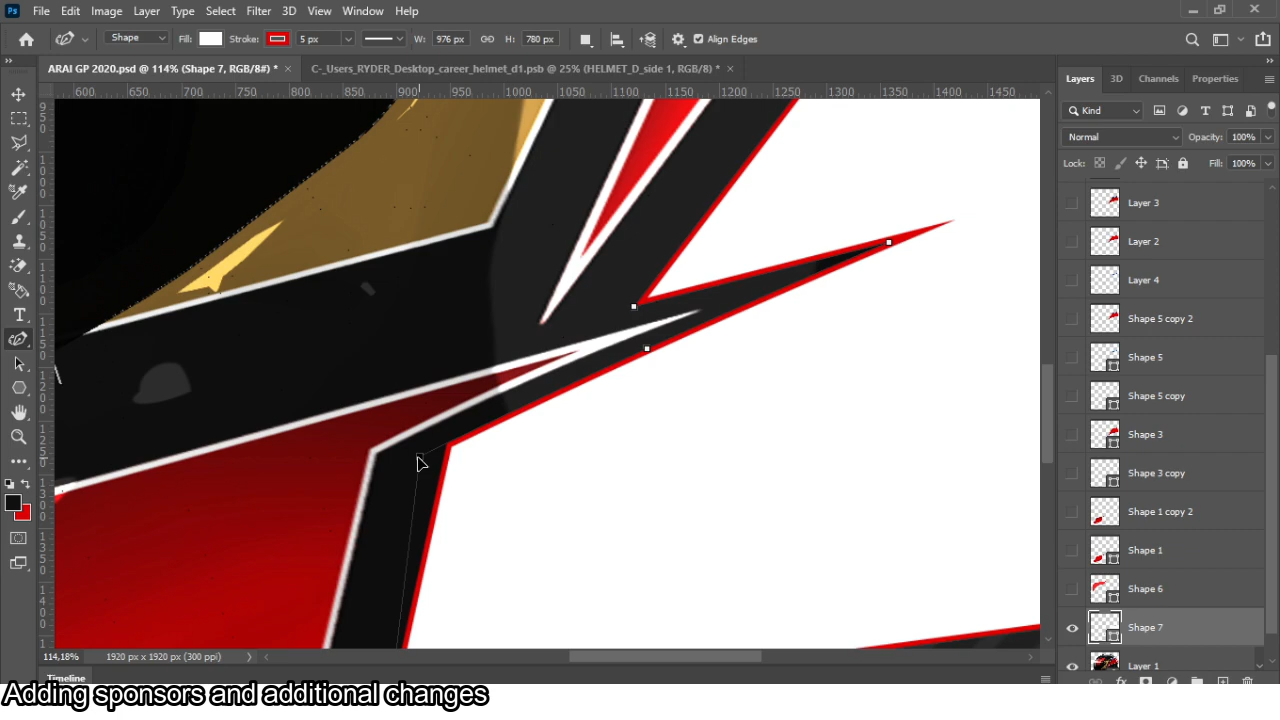 Ps File Edit Image Layer Type Select Filter 3D View Window Help
Shape Fill: Stroke: 5 px W: 976 px H: 780 px Align Edges
ARAI GP 2020.psd @ 114% (Shape 7, RGB/8#) * × C-_Users_RYDER_Desktop_career_helmet_d1.psb @ 25% (HELMET_D_side 1, RGB/8) * ×
Layers 3D Channels Properties
600 650 700 750 800 850 900 950 1000 1050 1100 1150 1200 1250 1300 1350 1400 1450
Kind
Normal Opacity: 100%
Lock: Fill: 100%
Layer 3
Layer 2
Layer 4
Shape 5 copy 2
Shape 5
Shape 5 copy
Shape 3
Shape 3 copy
Shape 1 copy 2
Shape 1
Shape 6
Shape 7
Layer 1
114,18% 1920 px x 1920 px (300 ppi)
Timeline
Adding sponsors and additional changes